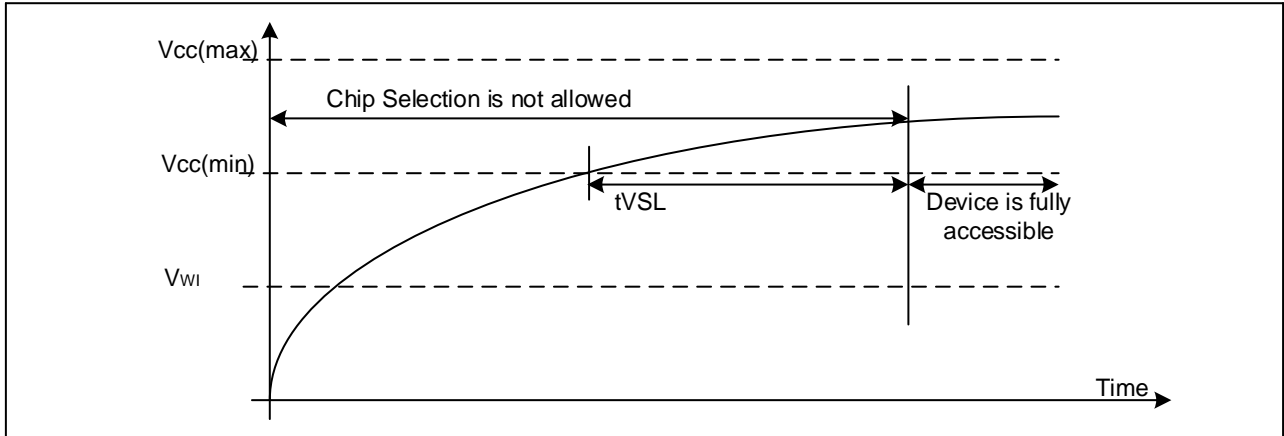 Vcc(max)
Chip Selection is not allowed
Vcc(min)
tVSL
Device is fully
accessible
VWI
Time